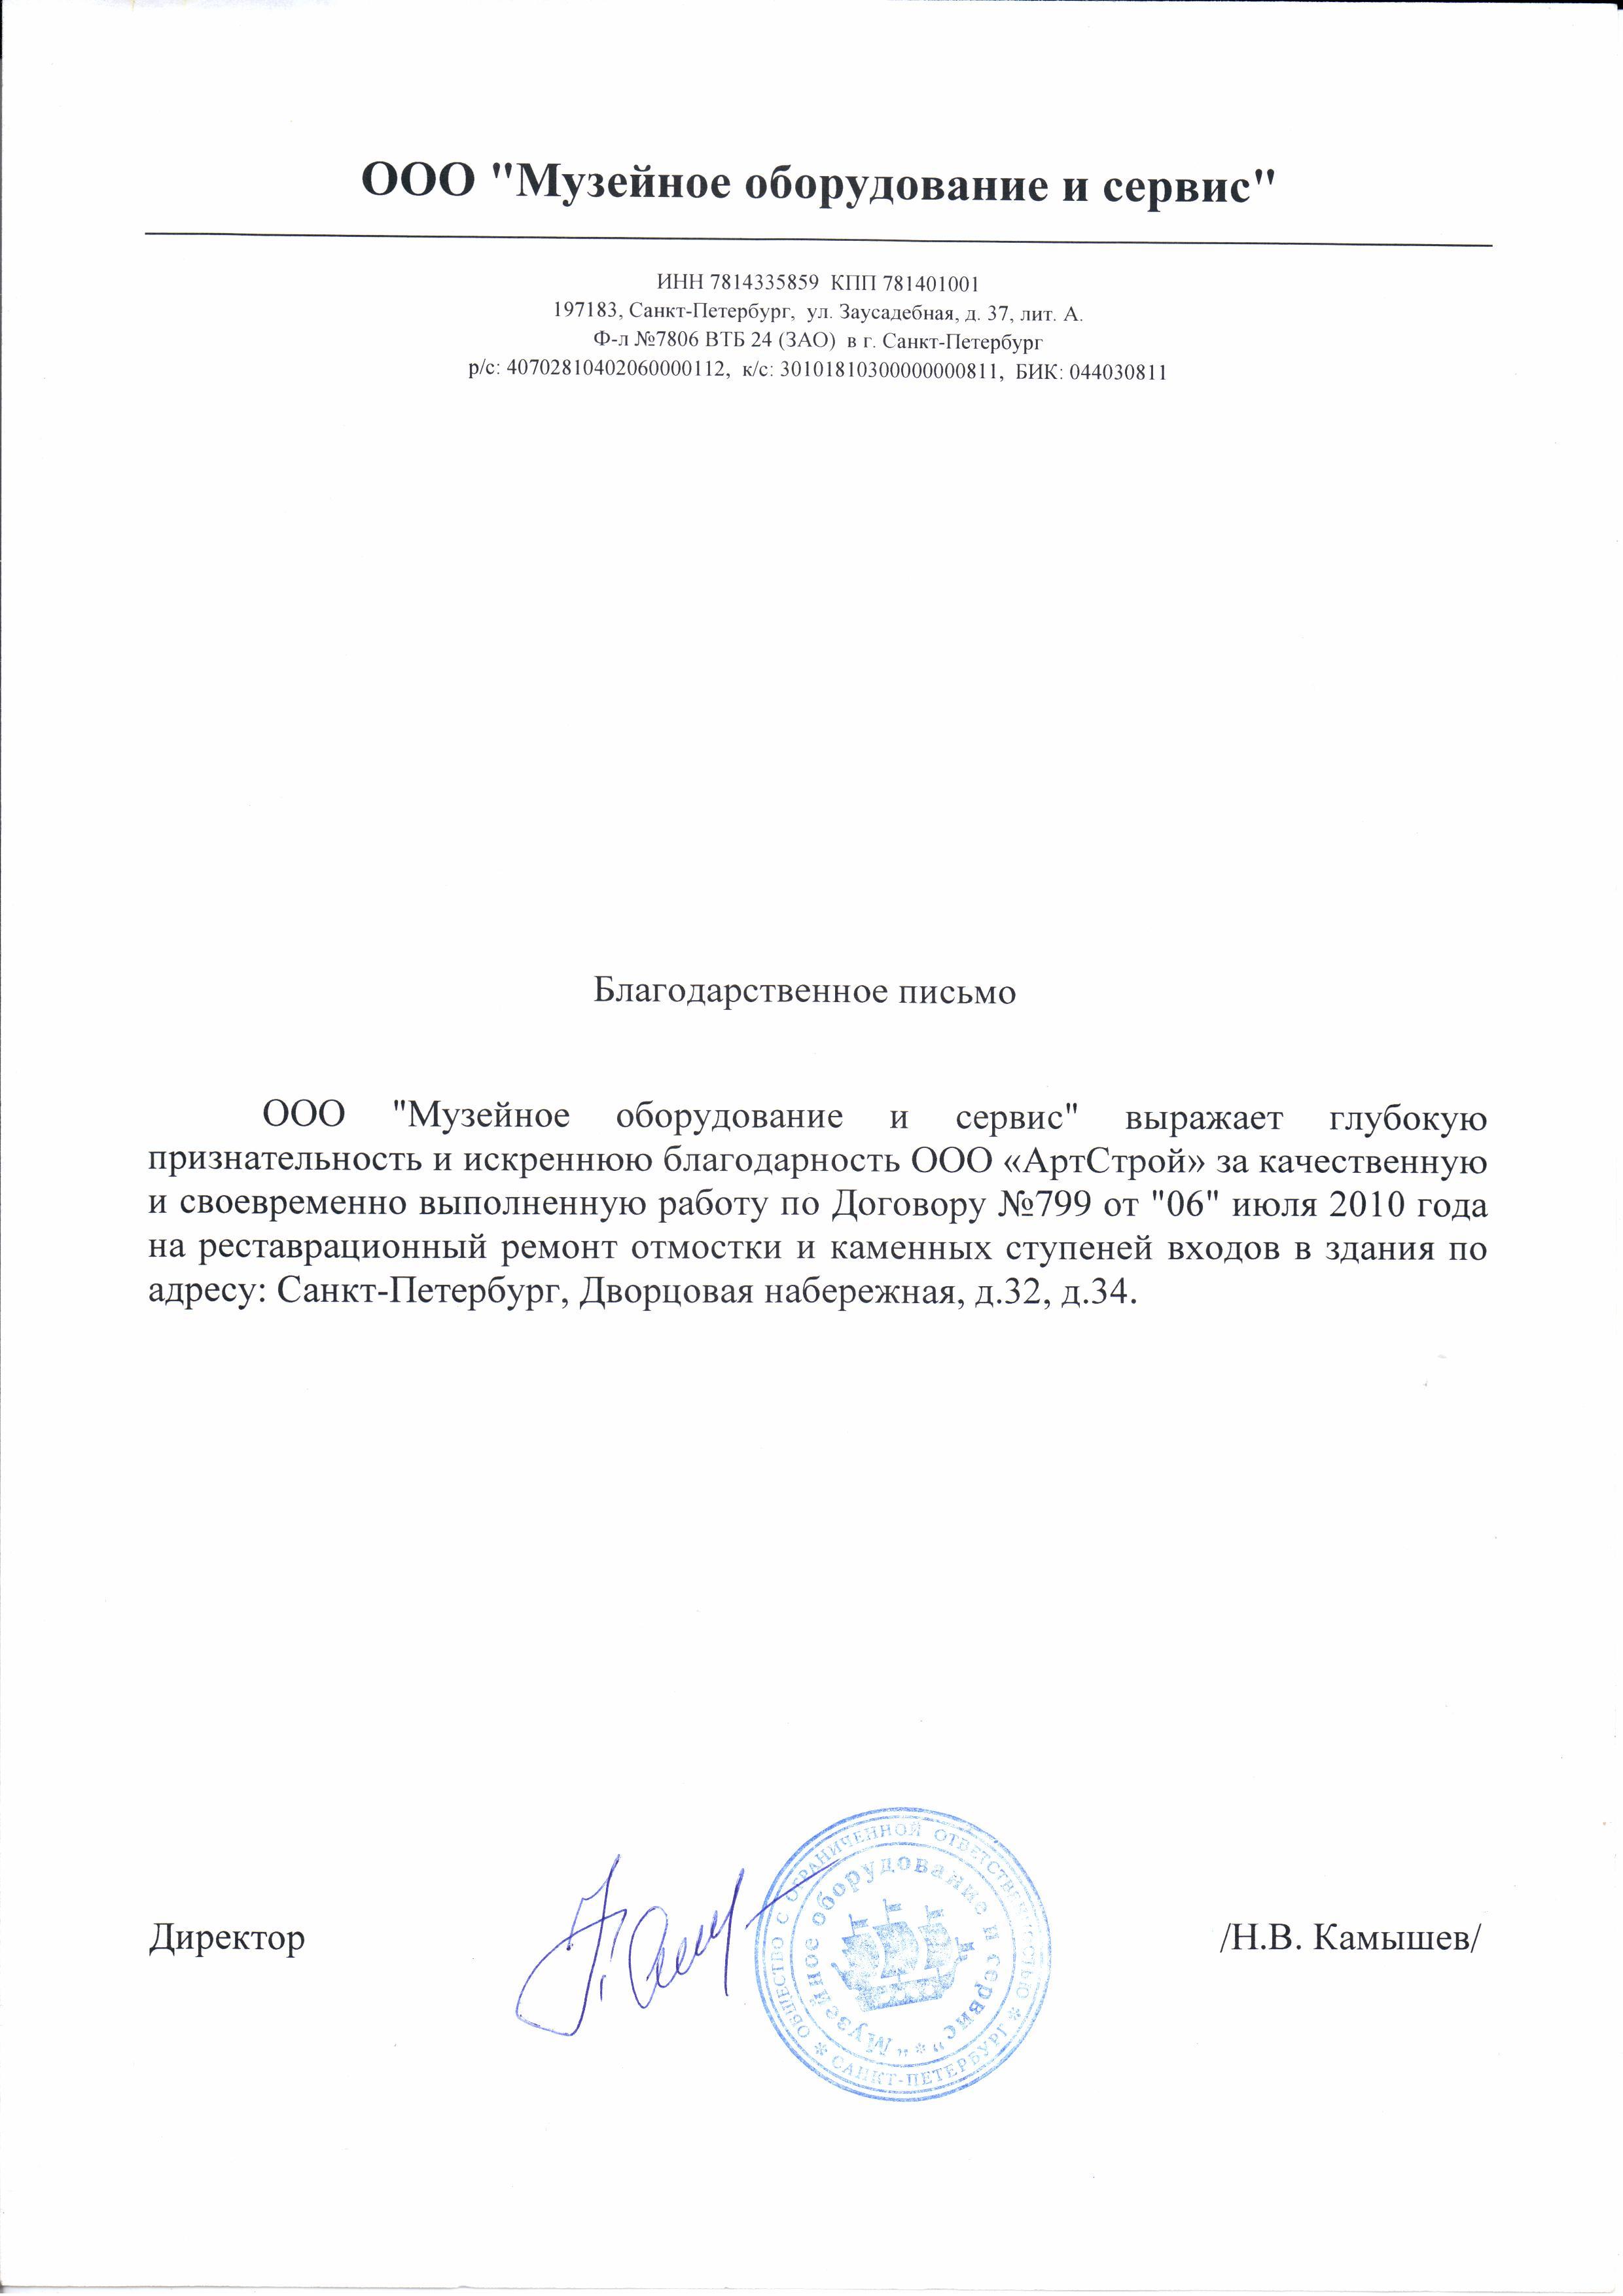 ООО "Музейное оборудование и сервис"
ИНН 7814335859 КПП 781401001
197183, Санкт-Петербург, ул. Заусадебная, д. 37, лит. А.
Ф-л №7806 ВТБ 24 (ЗАО) в г. Санкт-Петербург
р/с: 40702810402060000112, к/с: 30101810300000000811, БИК: 044030811
Благодарственное письмо
ООО "Музейное оборудование и сервис" выражает глубокую
признательность и искреннюю благодарность ООО «АртСтрой» за качественную
и своевременно выполненную работу по Договору №799 от "06" июля 2010 года
на реставрационный ремонт отмостки и каменных ступеней входов в здания по
адресу: Санкт-Петербург, Дворцовая набережная, д.32, д.34.
Директор
/Н.В. Камышев/
ОБЩЕСТВО С ОГРАНИЧЕННОЙ ОТВЕТСТВЕННОСТЬЮ * САНКТ-ПЕТЕРБУРГ *
"Музейное оборудование и сервис" *